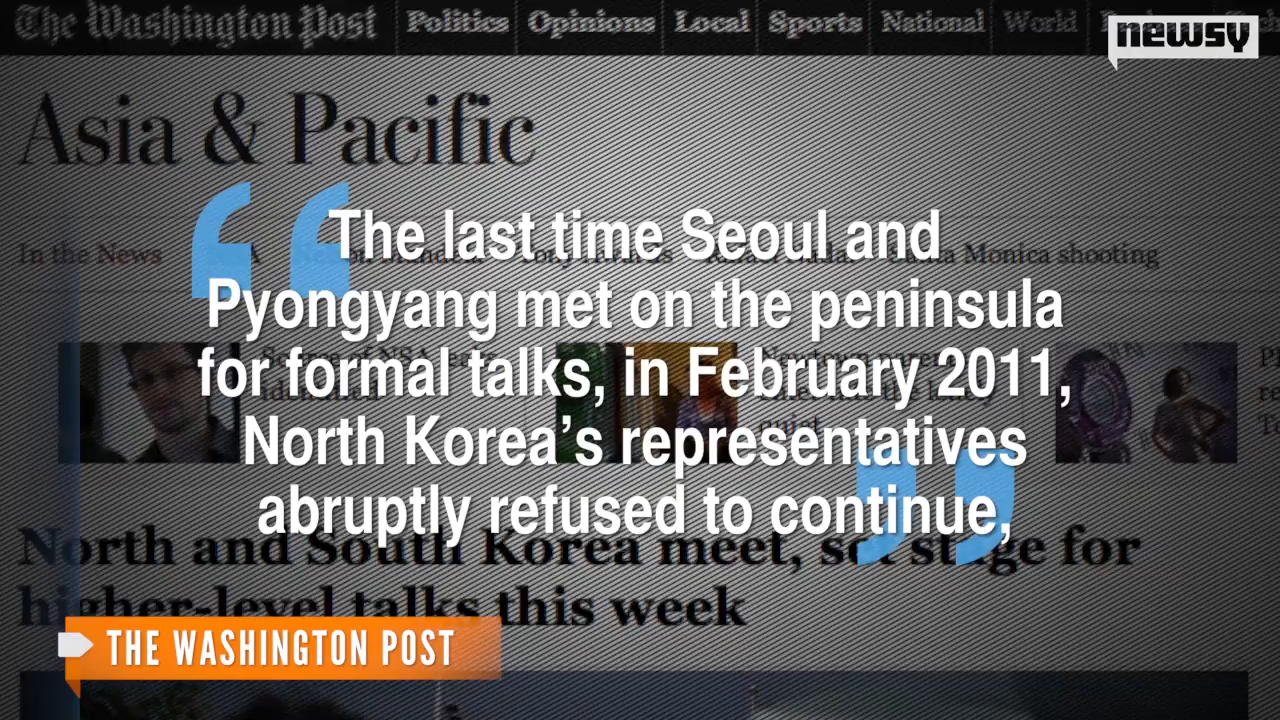 The Washington Post
Politics Opinions Local Sports National World
newsy
Asia & Pacific
The last time Seoul and
In the News
Monica shooting
Pyongyang met on the peninsula
for formal talks, in February 2011,
North Korea’s representatives
abruptly refused to continue,
North and South Korea meet, set stage for
higher-level talks this week
THE WASHINGTON POST